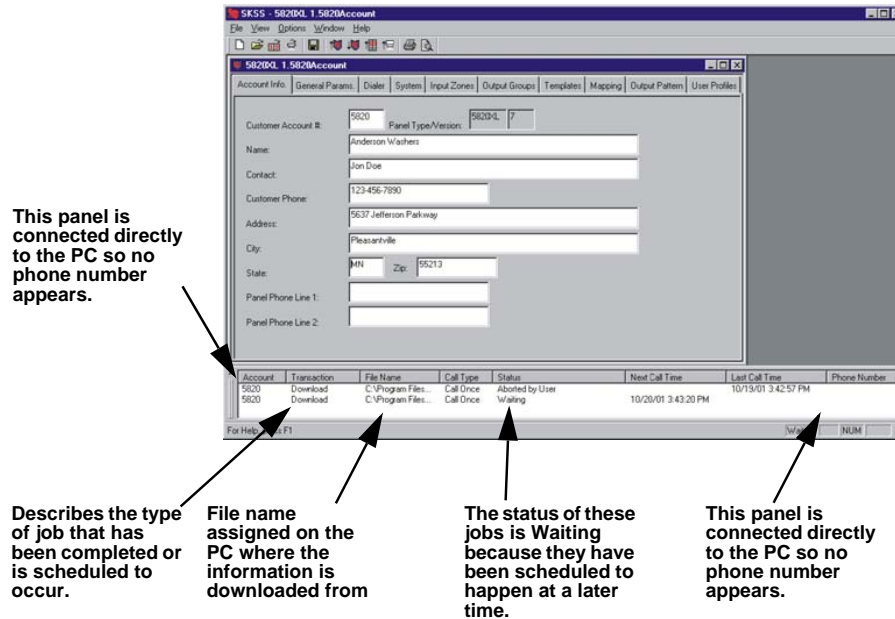 SKSS - 5820XL 1.5820Account
File View Options Window Help
5820XL 1.5820Account
Account Info. General Params. Dialer System Input Zones Output Groups Templates Mapping Output Pattern User Profiles
Customer Account #: 5820 Panel Type/Version: 5820XL 7
Name: Anderson Washers
Contact: Jon Doe
Customer Phone: 123-456-7890
Address: 5637 Jefferson Parkway
City: Pleasantville
State: MN Zip: 55213
Panel Phone Line 1:
Panel Phone Line 2:
This panel is
connected directly
to the PC so no
phone number
appears.
Account Transaction File Name Call Type Status Next Call Time Last Call Time Phone Number
5820 Download C:\Program Files... Call Once Aborted by User 10/19/01 3:42:57 PM
5820 Download C:\Program Files... Call Once Waiting 10/20/01 3:43:20 PM
For Help, F1 NUM
Describes the type
of job that has
been completed or
is scheduled to
occur.
File name
assigned on the
PC where the
information is
downloaded from
The status of these
jobs is Waiting
because they have
been scheduled to
happen at a later
time.
This panel is
connected directly
to the PC so no
phone number
appears.